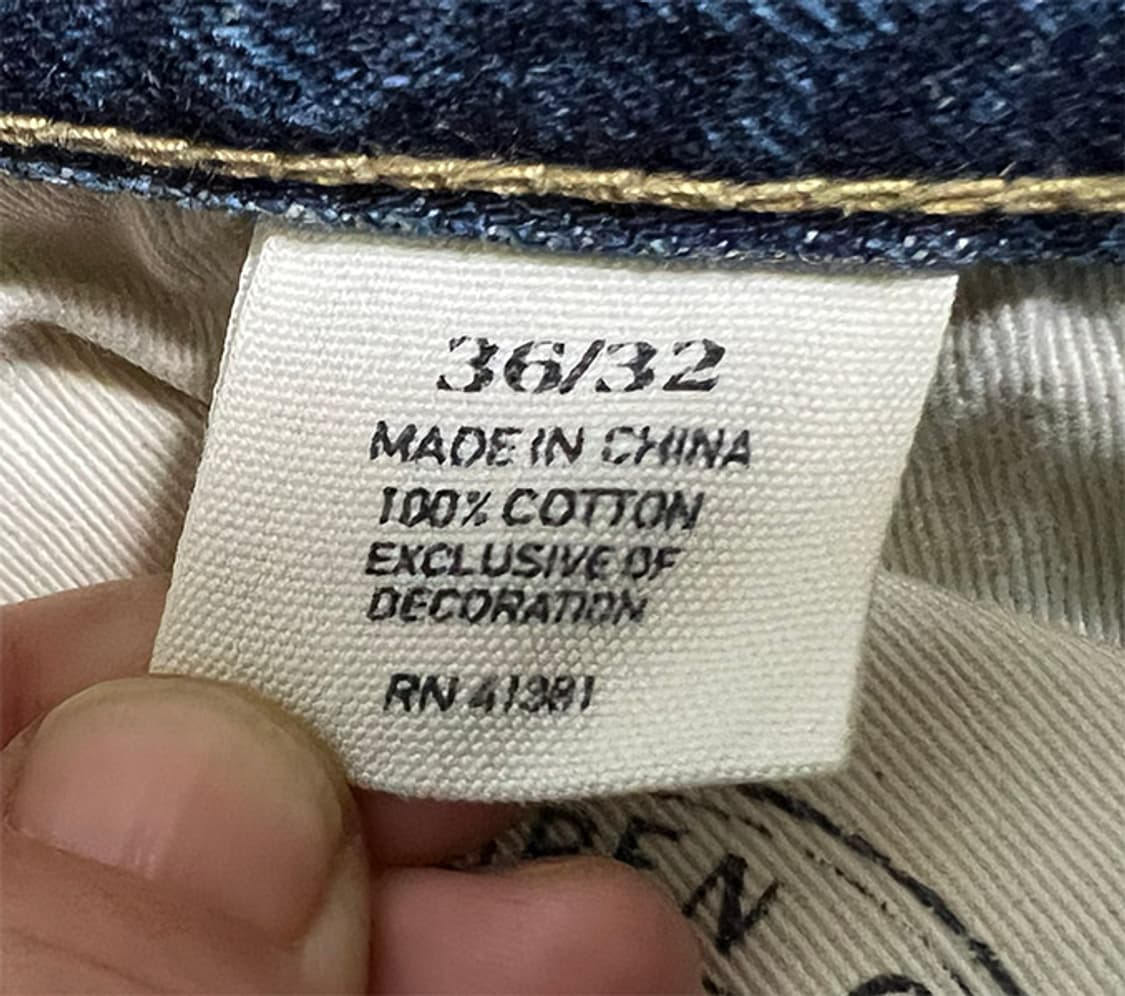 36/32
MADE IN CHINA
100% COTTON
EXCLUSIVE OF
DECORATION
RN 41381